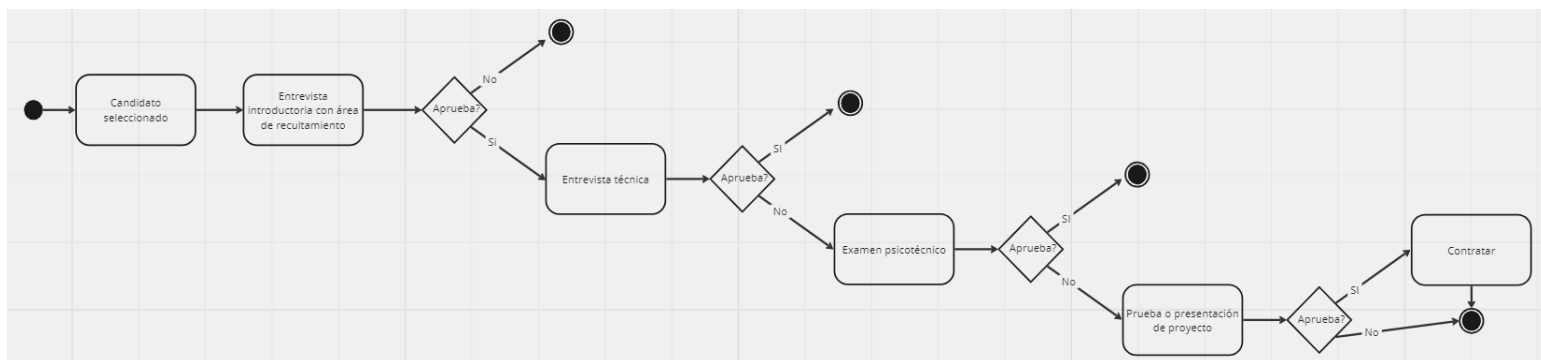 Candidato
seleccionado
Entrevista
introductoria con área
de recultamiento
Aprueba?
No
Si
Entrevista técnica
Aprueba?
SI
No
Examen psicotécnico
Aprueba?
SI
No
Prueba o presentación
de proyecto
Aprueba?
SI
No
Contratar